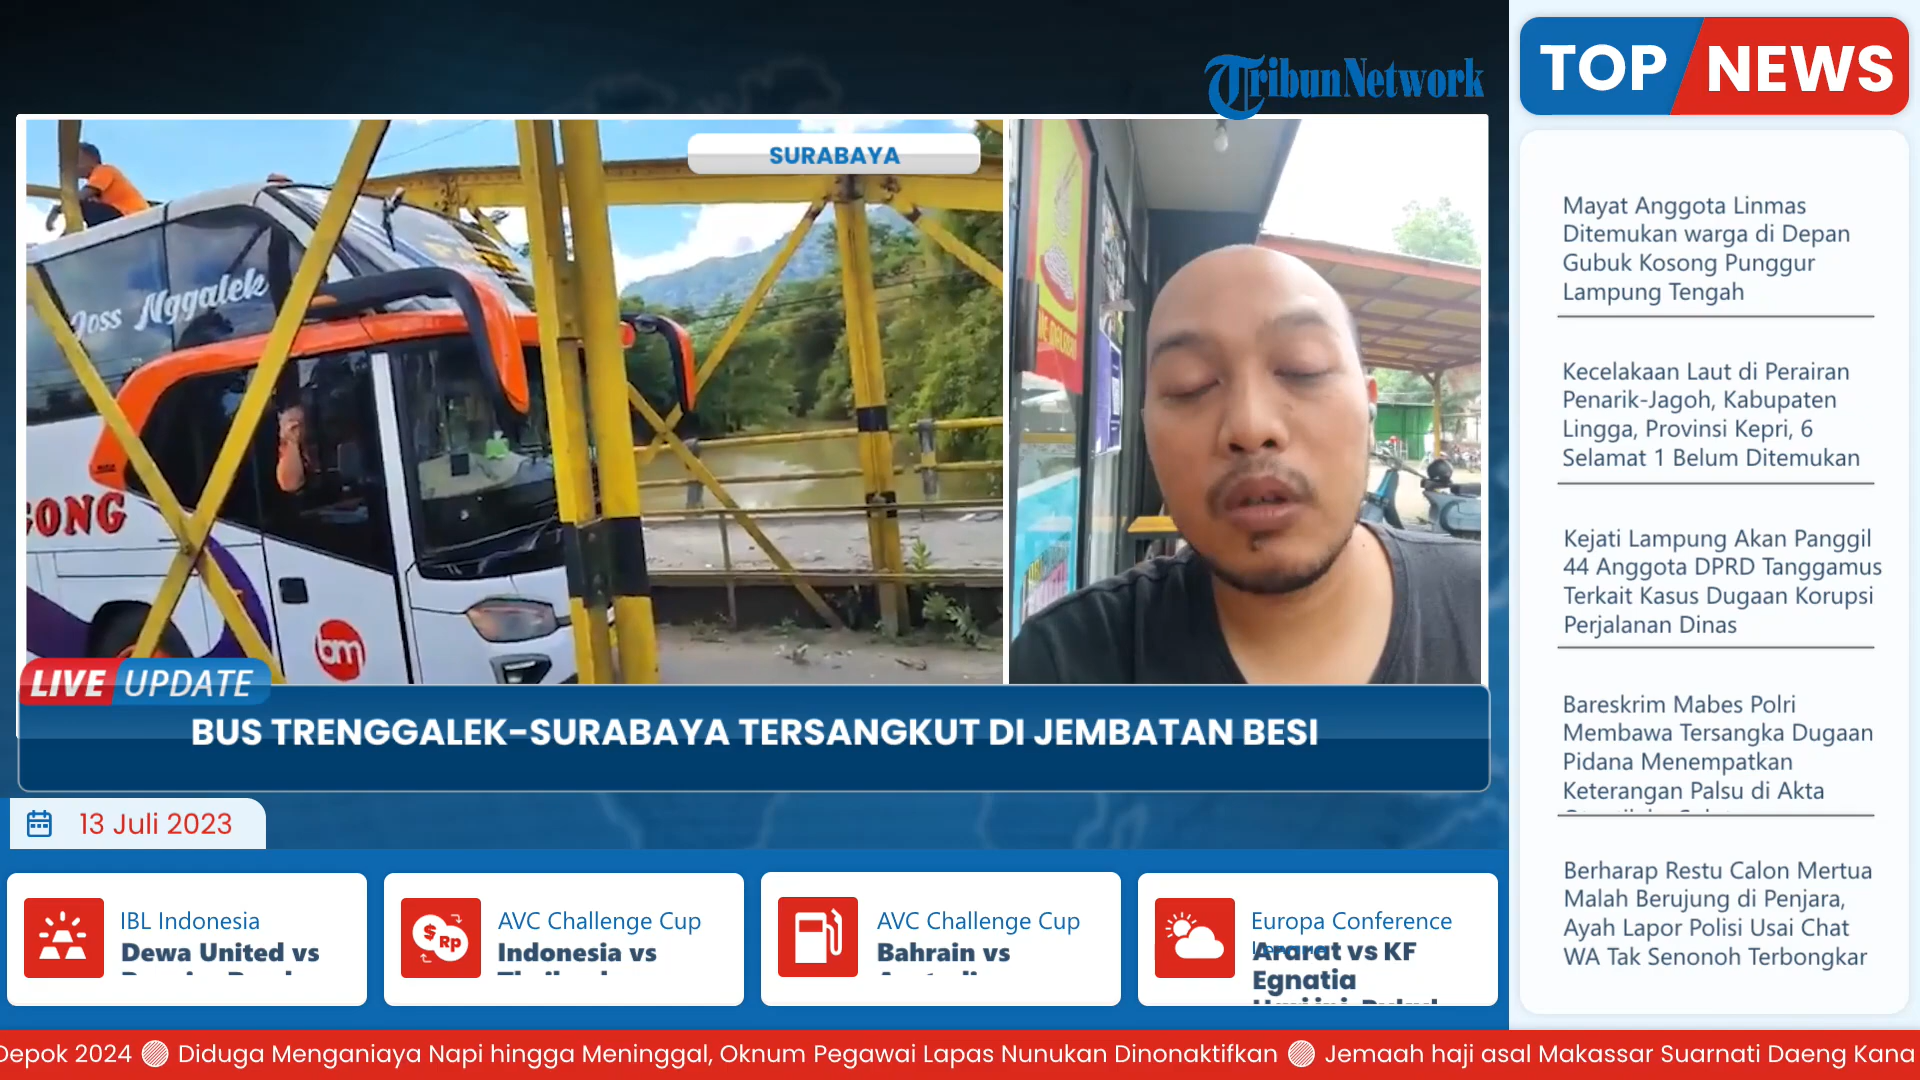 TribunNetwork
TOP NEWS
SURABAYA
Joss Nggalek
GONG
bm
LIVE UPDATE
BUS TRENGGALEK-SURABAYA TERSANGKUT DI JEMBATAN BESI
13 Juli 2023
Mayat Anggota Linmas
Ditemukan warga di Depan
Gubuk Kosong Punggur
Lampung Tengah
Kecelakaan Laut di Perairan
Penarik-Jagoh, Kabupaten
Lingga, Provinsi Kepri, 6
Selamat 1 Belum Ditemukan
Kejati Lampung Akan Panggil
44 Anggota DPRD Tanggamus
Terkait Kasus Dugaan Korupsi
Perjalanan Dinas
Bareskrim Mabes Polri
Membawa Tersangka Dugaan
Pidana Menempatkan
Keterangan Palsu di Akta
Berharap Restu Calon Mertua
Malah Berujung di Penjara,
Ayah Lapor Polisi Usai Chat
WA Tak Senonoh Terbongkar
IBL Indonesia
Dewa United vs
$ Rp
AVC Challenge Cup
Indonesia vs
AVC Challenge Cup
Bahrain vs
Europa Conference
Ararat vs KF
Egnatia
Depok 2024 Diduga Menganiaya Napi hingga Meninggal, Oknum Pegawai Lapas Nunukan Dinonaktifkan Jemaah haji asal Makassar Suarnati Daeng Kana